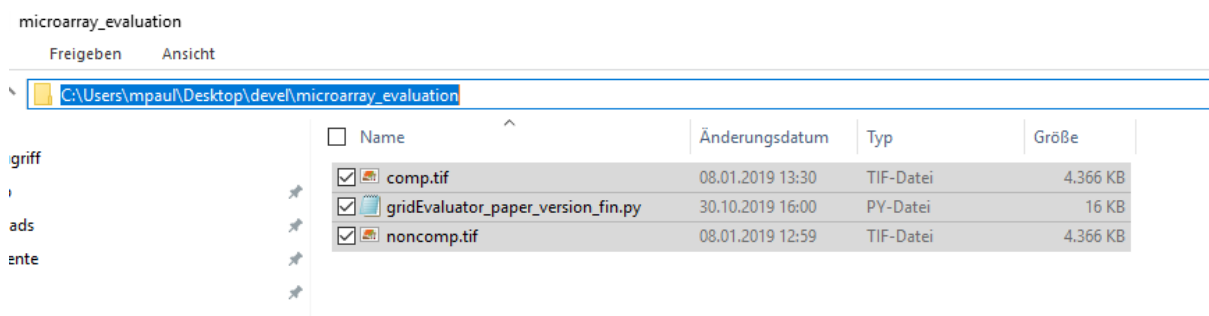 microarray_evaluation
Freigeben Ansicht
C:\Users\mpaul\Desktop\devel\microarray_evaluation
Name Änderungsdatum Typ Größe
griff
comp.tif 08.01.2019 13:30 TIF-Datei 4.366 KB
gridEvaluator_paper_version_fin.py 30.10.2019 16:00 PY-Datei 16 KB
ads
noncomp.tif 08.01.2019 12:59 TIF-Datei 4.366 KB
ente